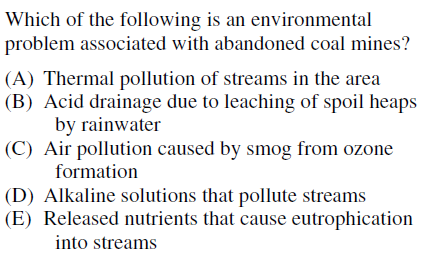 Which of the following is an environmental
problem associated with abandoned coal mines?
(A) Thermal pollution of streams in the area
(B) Acid drainage due to leaching of spoil heaps
by rainwater
(C) Air pollution caused by smog from ozone
formation
(D) Alkaline solutions that pollute streams
(E) Released nutrients that cause eutrophication
into streams